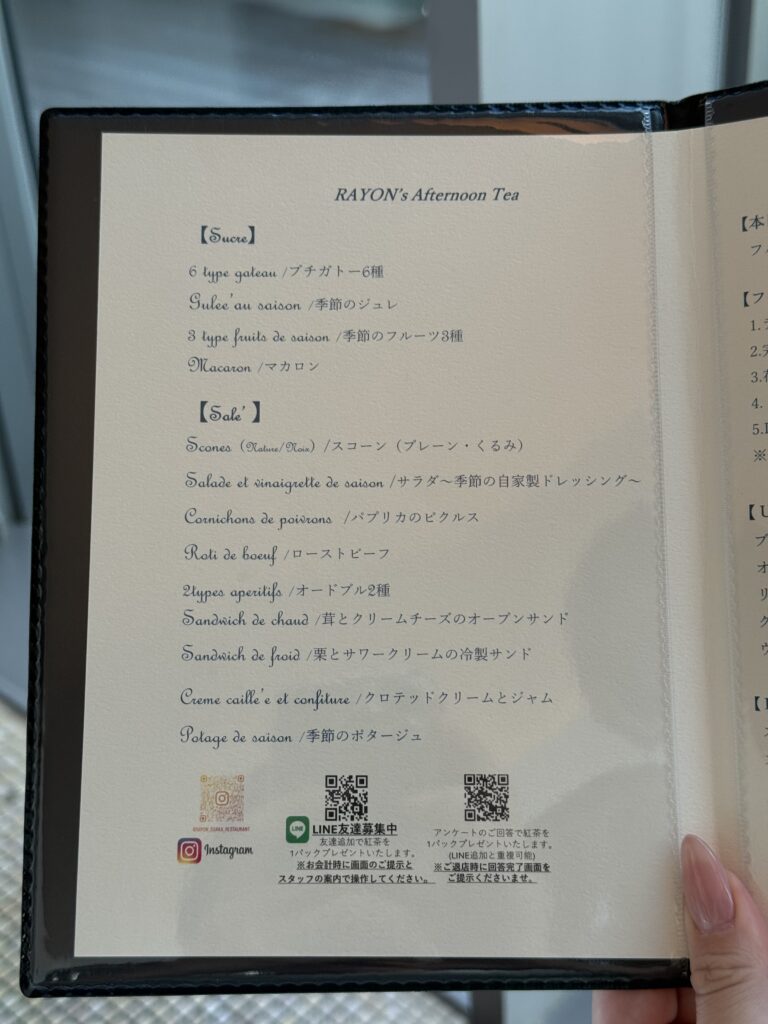 RAYON's Afternoon Tea
【Sucre】
6 type gateau /プチガトー6種
Gulee'au saison /季節のジュレ
3 type fruits de saison /季節のフルーツ3種
Macaron /マカロン
【Sale'】
Scones (Nature/Noix) /スコーン（プレーン・くるみ）
Salade et vinaigrette de saison /サラダ～季節の自家製ドレッシング～
Cornichons de poivrons /パプリカのピクルス
Roti de boeuf /ローストビーフ
2types aperitifs /オードブル2種
Sandwich de chaud /茸とクリームチーズのオープンサンド
Sandwich de froid /栗とサワークリームの冷製サンド
Creme caille'e et confiture /クロテッドクリームとジャム
Potage de saison /季節のポタージュ
Instagram
LINE
LINE友達募集中
友達追加で紅茶を
1パックプレゼントいたします。
※お会計時に画面のご提示と
スタッフの案内で操作してください。
アンケートのご回答で紅茶を
1パックプレゼントいたします。
(LINE追加と重複可能)
※ご退店時に回答完了画面を
ご提示くださいませ。
【本
フ
【フ
1.
2.
3.
4.
5.
※
【